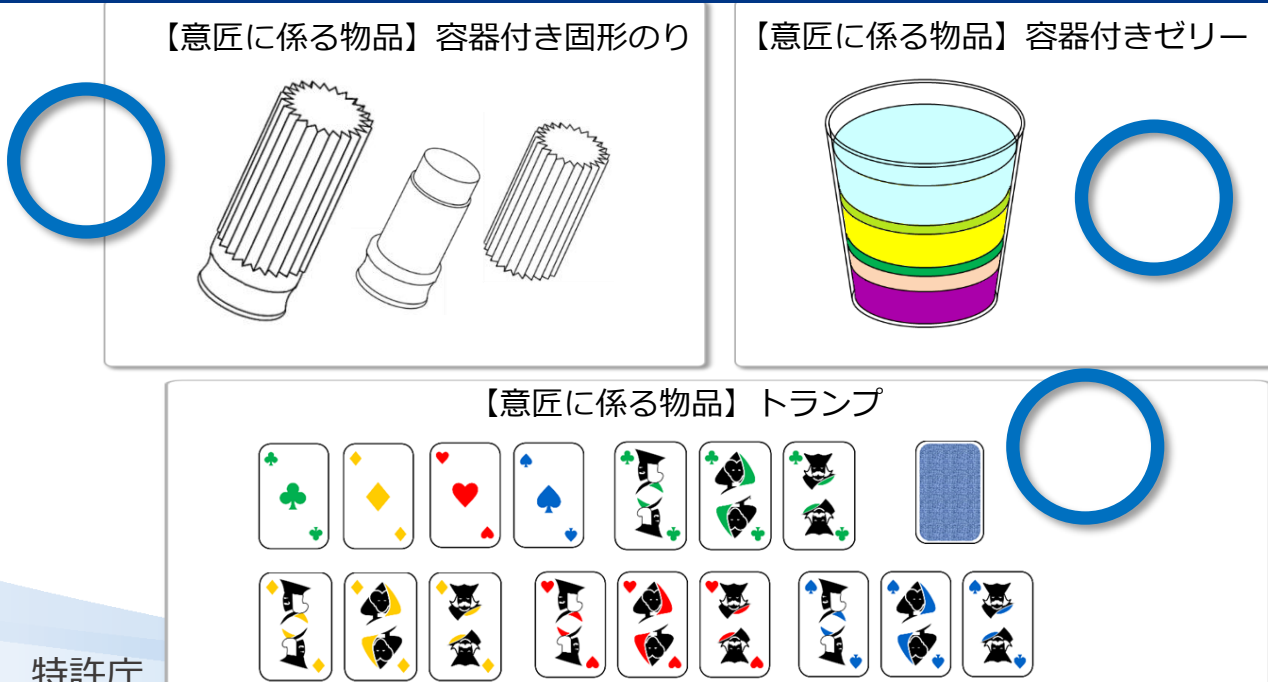 【意匠に係る物品】容器付き固形のり
【意匠に係る物品】容器付きゼリー
【意匠に係る物品】トランプ
特許庁